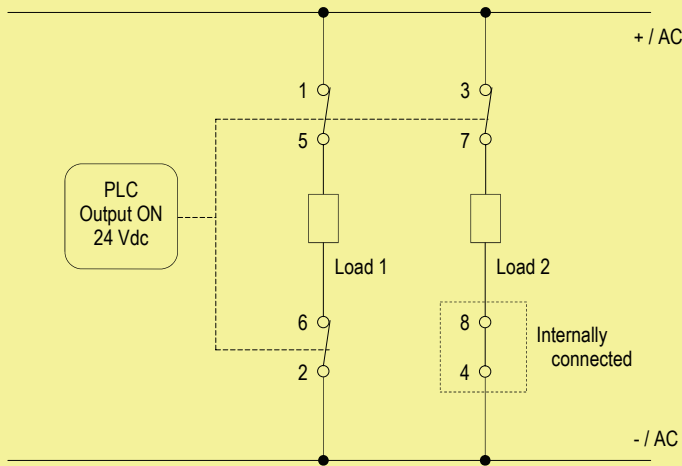 + / AC
1
3
5
7
PLC
Output ON
24 Vdc
Load 1
Load 2
6
8
Internally
connected
2
4
- / AC